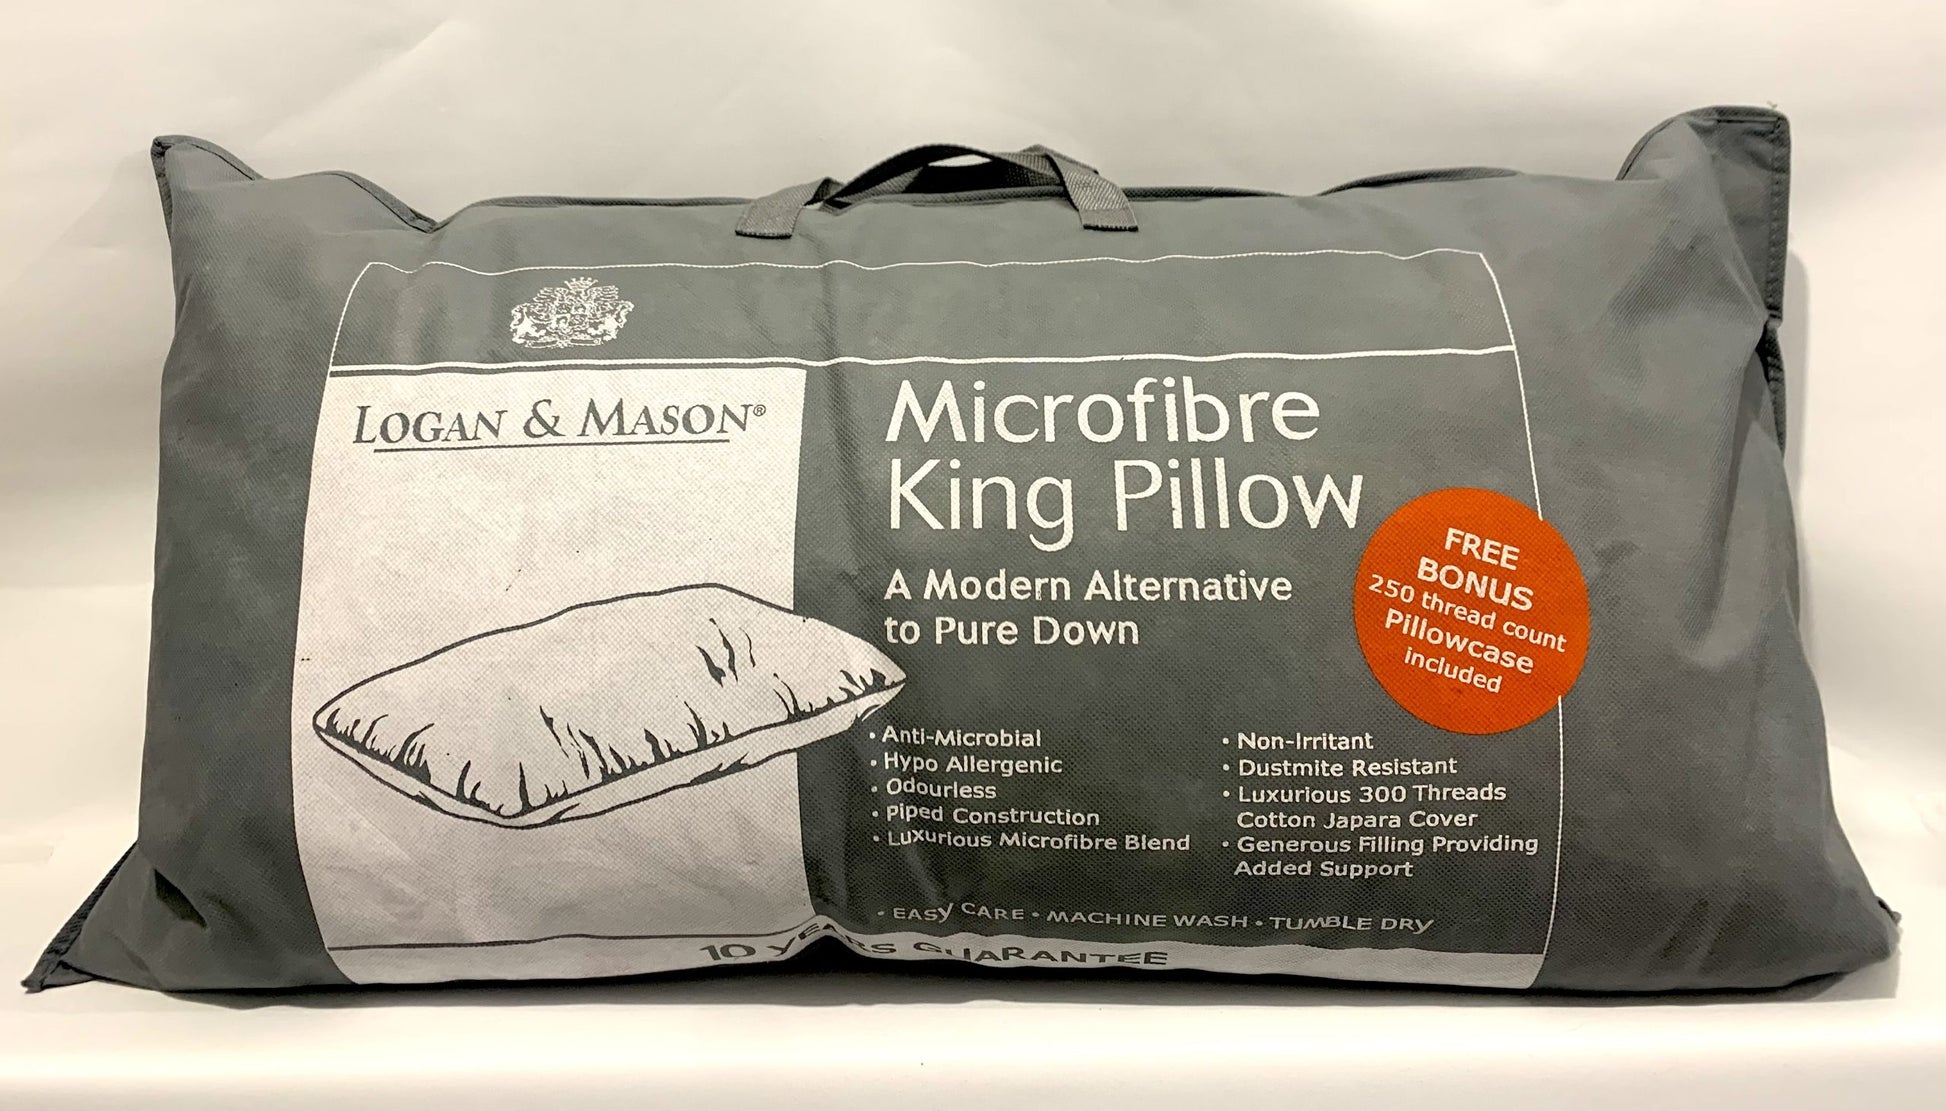 LOGAN & MASON®
Microfibre
King Pillow
A Modern Alternative
to Pure Down
FREE
BONUS
250 thread count
Pillowcase
included
• Anti-Microbial
• Hypo Allergenic
• Odourless
• Piped Construction
• Luxurious Microfibre Blend
• Non-Irritant
• Dustmite Resistant
• Luxurious 300 Threads
Cotton Japara Cover
• Generous Filling Providing
Added Support
• EASY CARE • MACHINE WASH • TUMBLE DRY
10 YEARS GUARANTEE